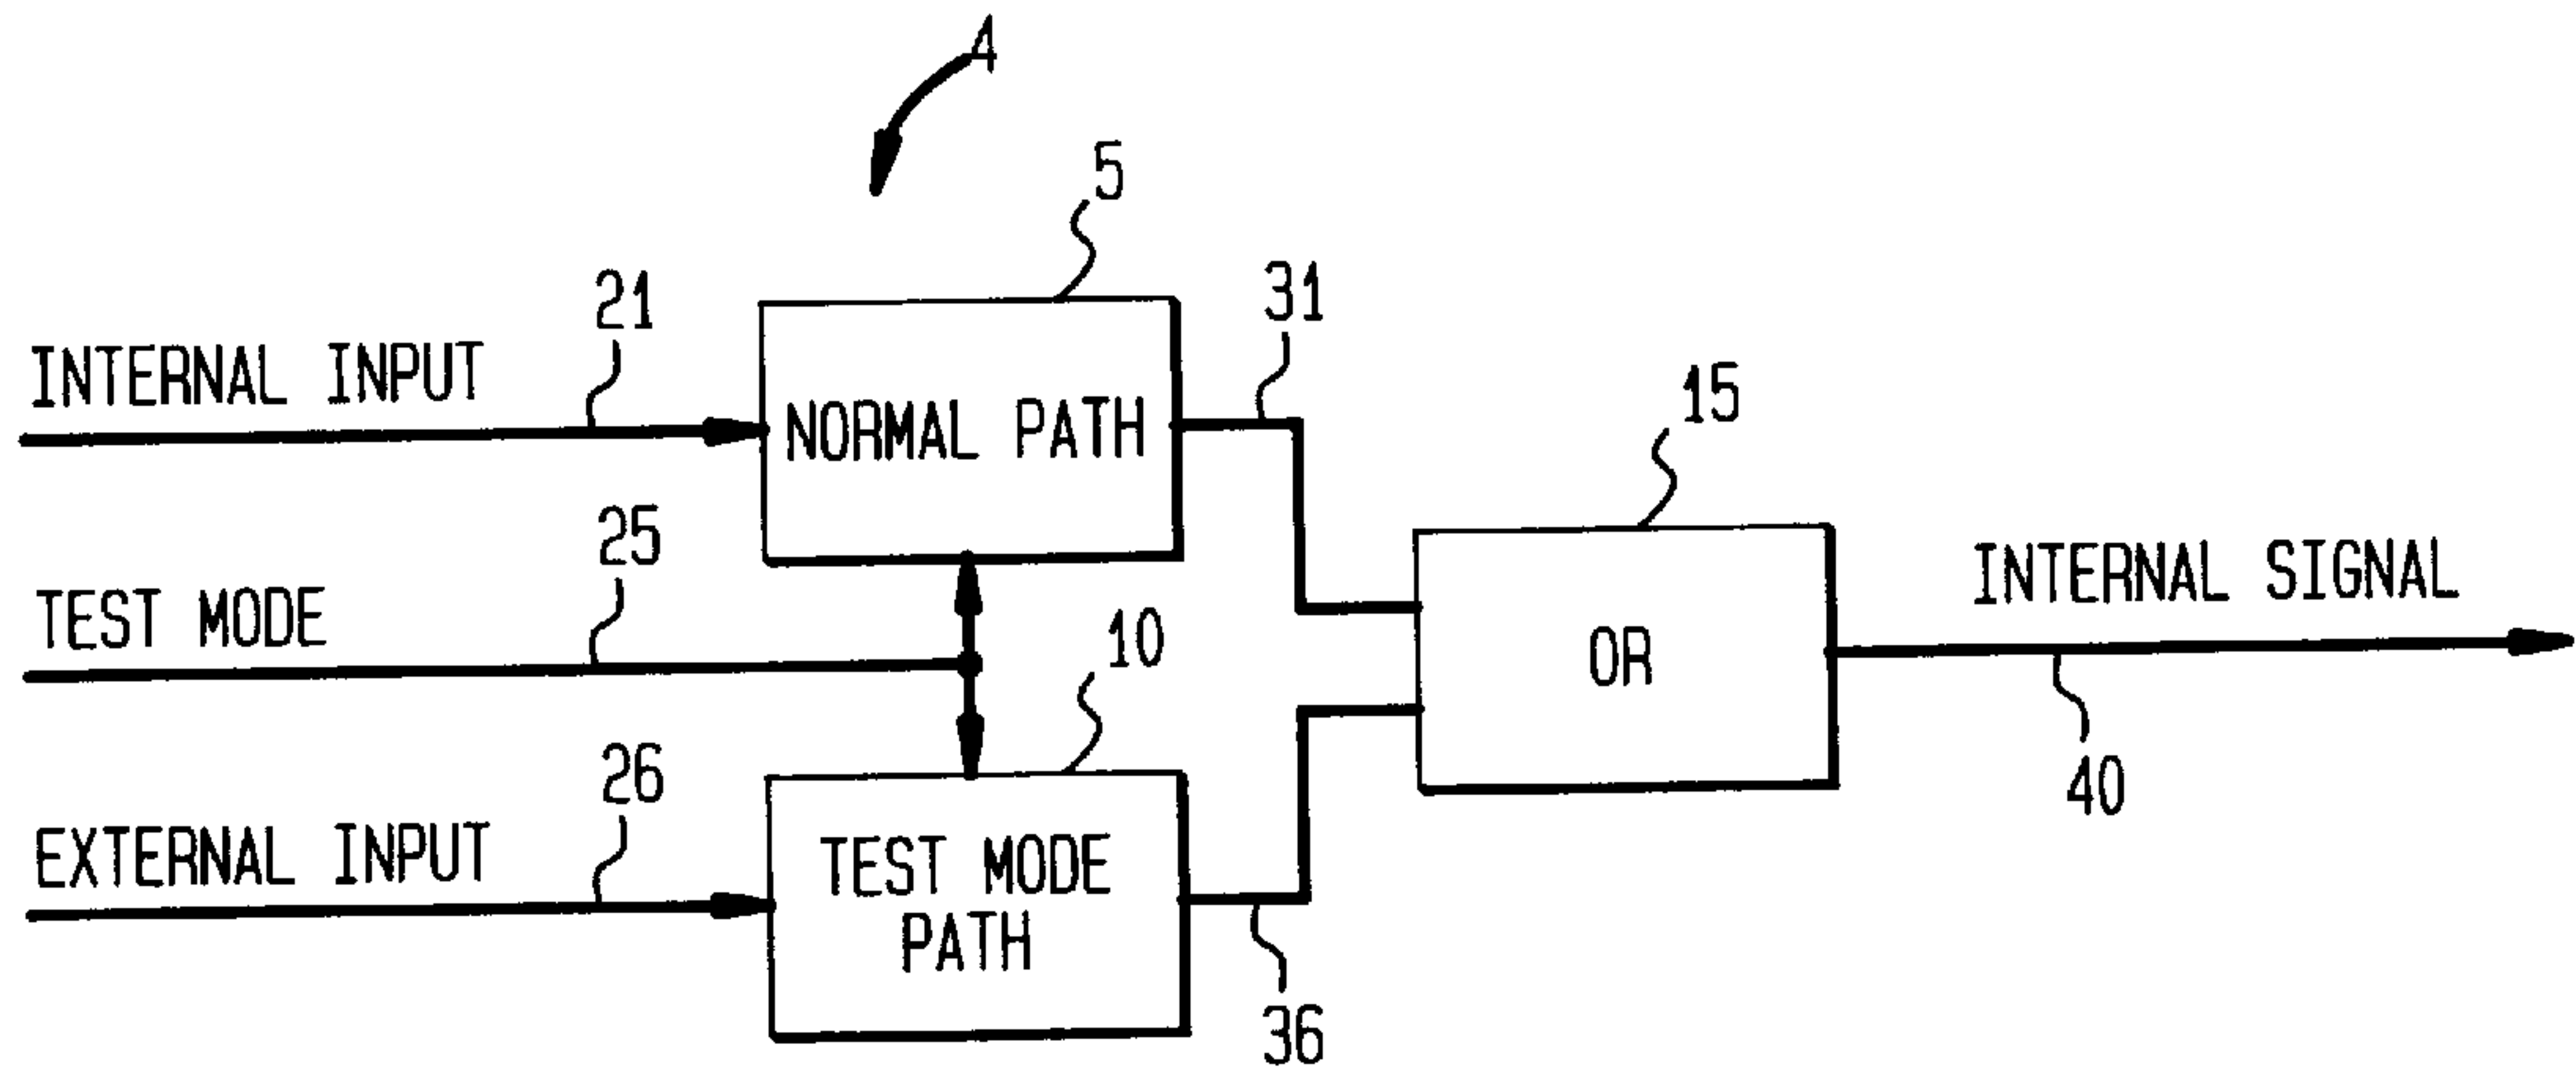 4
5
21
INTERNAL INPUT
NORMAL PATH
31
15
25
TEST MODE
10
OR
INTERNAL SIGNAL
40
26
EXTERNAL INPUT
TEST MODE
PATH
36